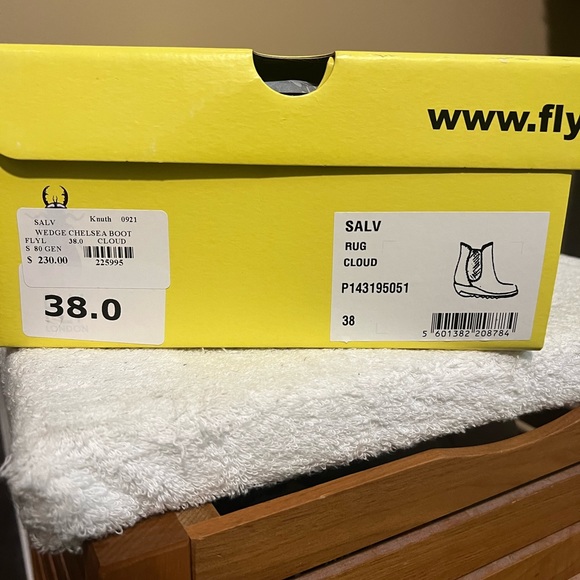 www.fly
SALV Knuth 0921
WEDGE CHELSEA BOOT
FLYL 38.0 CLOUD
S 80 GEN
$ 230.00
225995
38.0
LONDON
SALV
RUG
CLOUD
P143195051
38
5 601382 208784